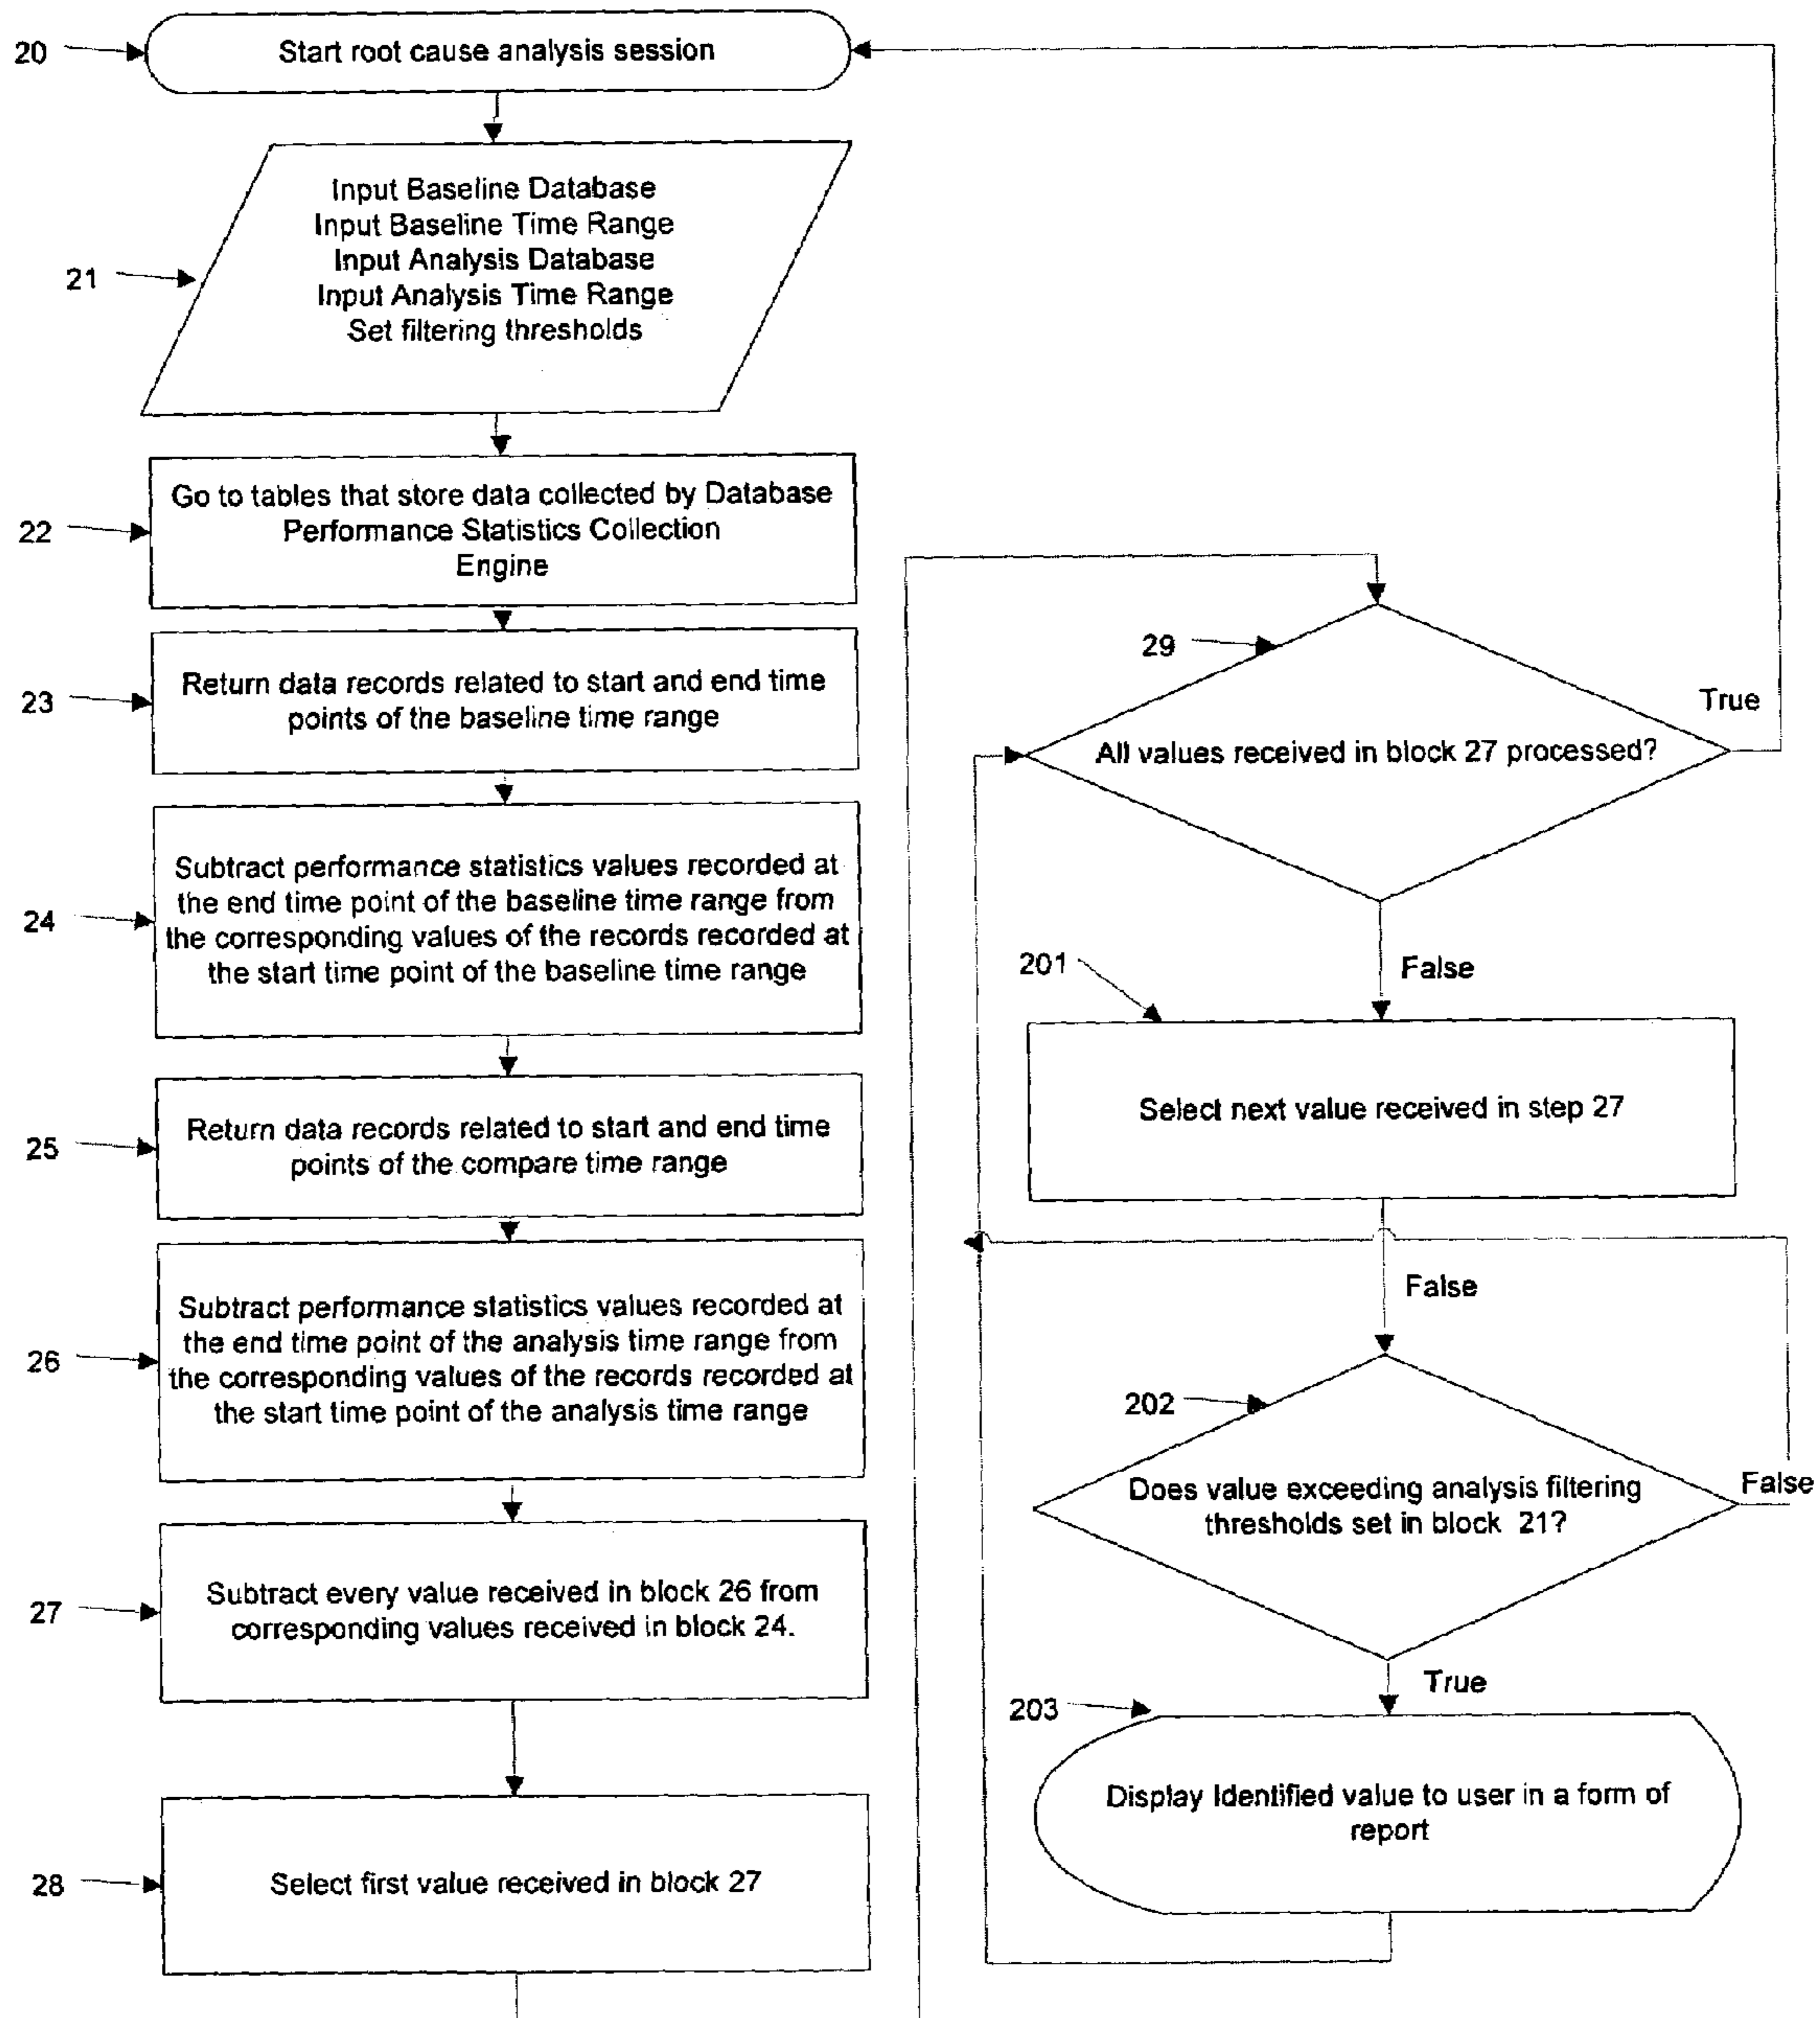 20
Start root cause analysis session
21
Input Baseline Database
Input Baseline Time Range
Input Analysis Database
Input Analysis Time Range
Set filtering thresholds
22
Go to tables that store data collected by Database
Performance Statistics Collection
Engine
23
Return data records related to start and end time
points of the baseline time range
24
Subtract performance statistics values recorded at
the end time point of the baseline time range from
the corresponding values of the records recorded at
the start time point of the baseline time range
25
Return data records related to start and end time
points of the compare time range
26
Subtract performance statistics values recorded at
the end time point of the analysis time range from
the corresponding values of the records recorded at
the start time point of the analysis time range
27
Subtract every value received in block 26 from
corresponding values received in block 24.
28
Select first value received in block 27
29
All values received in block 27 processed?
True
False
201
Select next value received in step 27
False
202
Does value exceeding analysis filtering
thresholds set in block 21?
False
True
203
Display Identified value to user in a form of
report